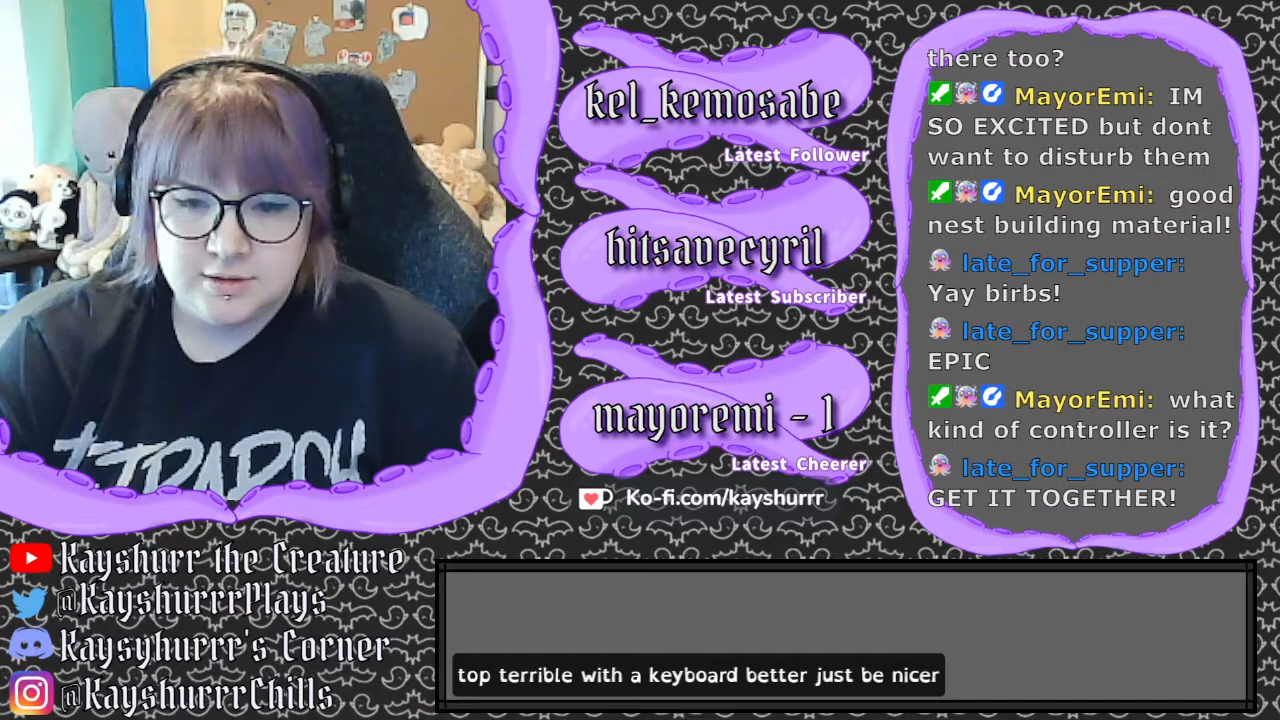 kel_kemosabe
Latest Follower
hitsavecyril
Latest Subscriber
mayoremi - 1
Latest Cheerer
Ko-fi.com/kayshurrr
there too?
MayorEmi: IM
SO EXCITED but dont
want to disturb them
MayorEmi: good
nest building material!
late_for_supper:
Yay birbs!
late_for_supper:
EPIC
MayorEmi: what
kind of controller is it?
late_for_supper:
GET IT TOGETHER!
Kayshurr the Creature
@KayshurrrPlays
Kaysyhurrr's Corner
@KayshurrrChills
top terrible with a keyboard better just be nicer